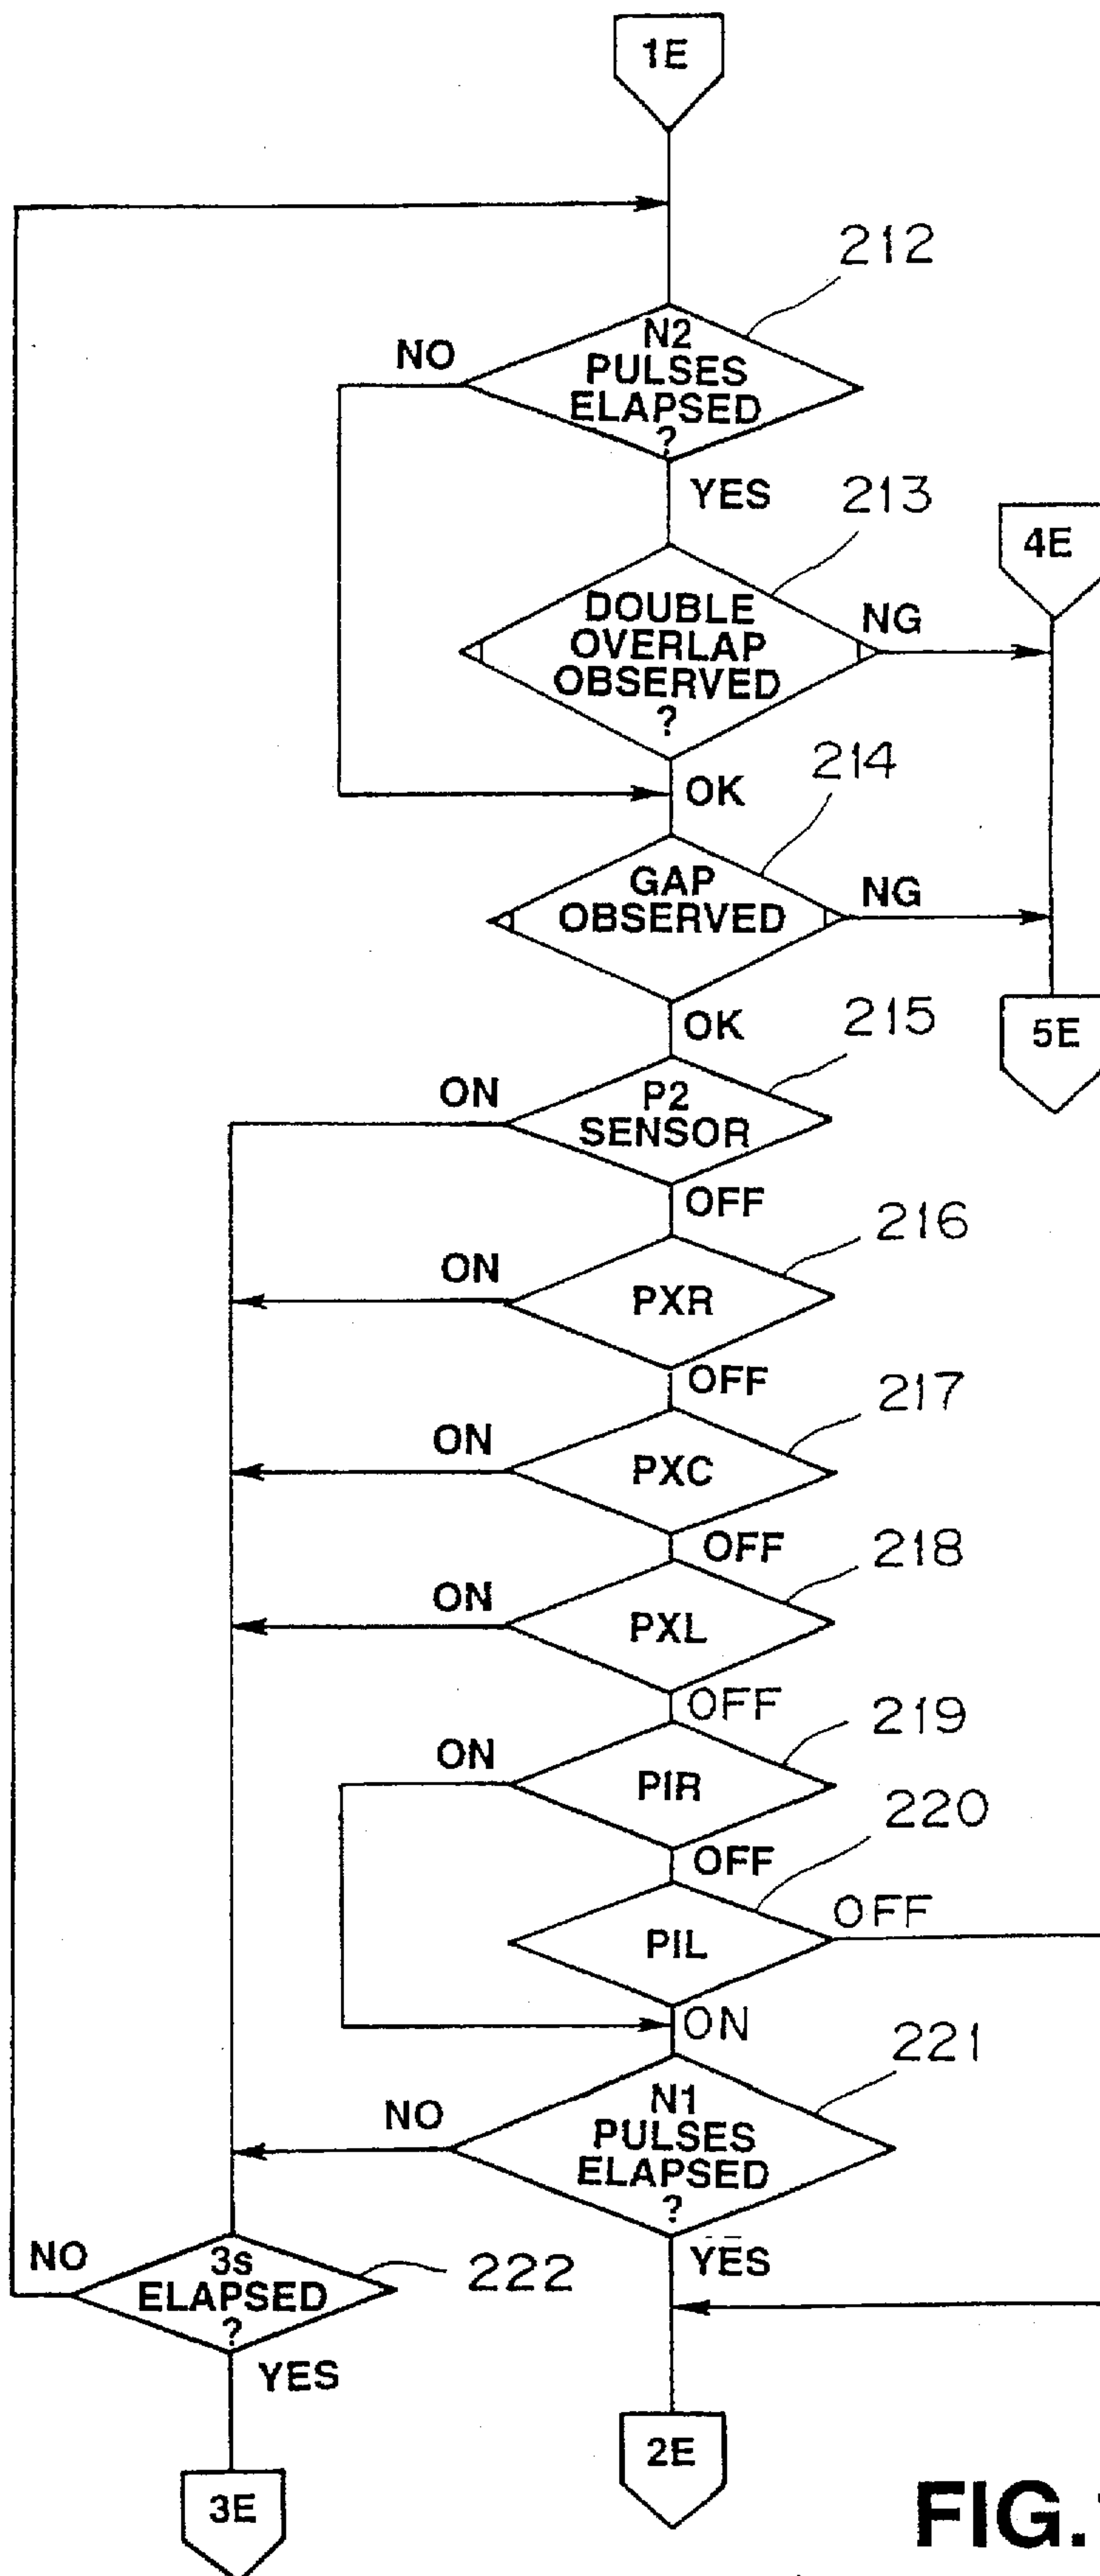 1E
212
NO
N2
PULSES
ELAPSED
?
YES
213
4E
DOUBLE
OVERLAP
OBSERVED
?
NG
214
OK
GAP
OBSERVED
NG
OK
215
5E
ON
P2
SENSOR
OFF
216
ON
PXR
OFF
217
ON
PXC
OFF
218
ON
PXL
OFF
219
ON
PIR
220
OFF
OFF
PIL
ON
221
NO
N1
PULSES
ELAPSED
?
YES
NO
3s
ELAPSED
?
222
YES
2E
3E
FIG.